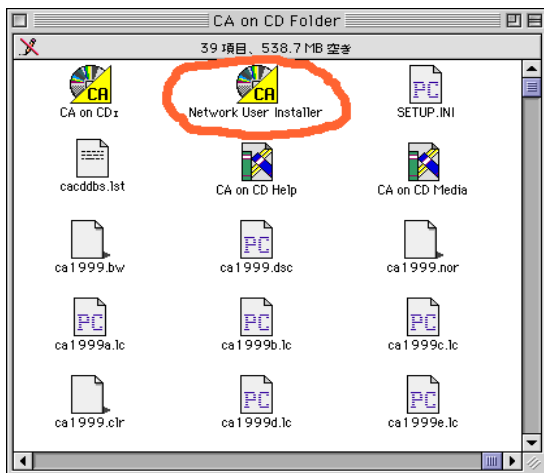 CA on CD Folder
39 項目、538.7 MB 空き
CA
CA
PC
CA on CDɪ
Network User Installer
SETUP.INI
cacddbs.lst
CA on CD Help
CA on CD Media
PC
ca1999.bw
ca1999.dsc
ca1999.nor
PC
PC
PC
ca1999a.lc
ca1999b.lc
ca1999c.lc
PC
PC
ca1999.clr
ca1999d.lc
ca1999e.lc